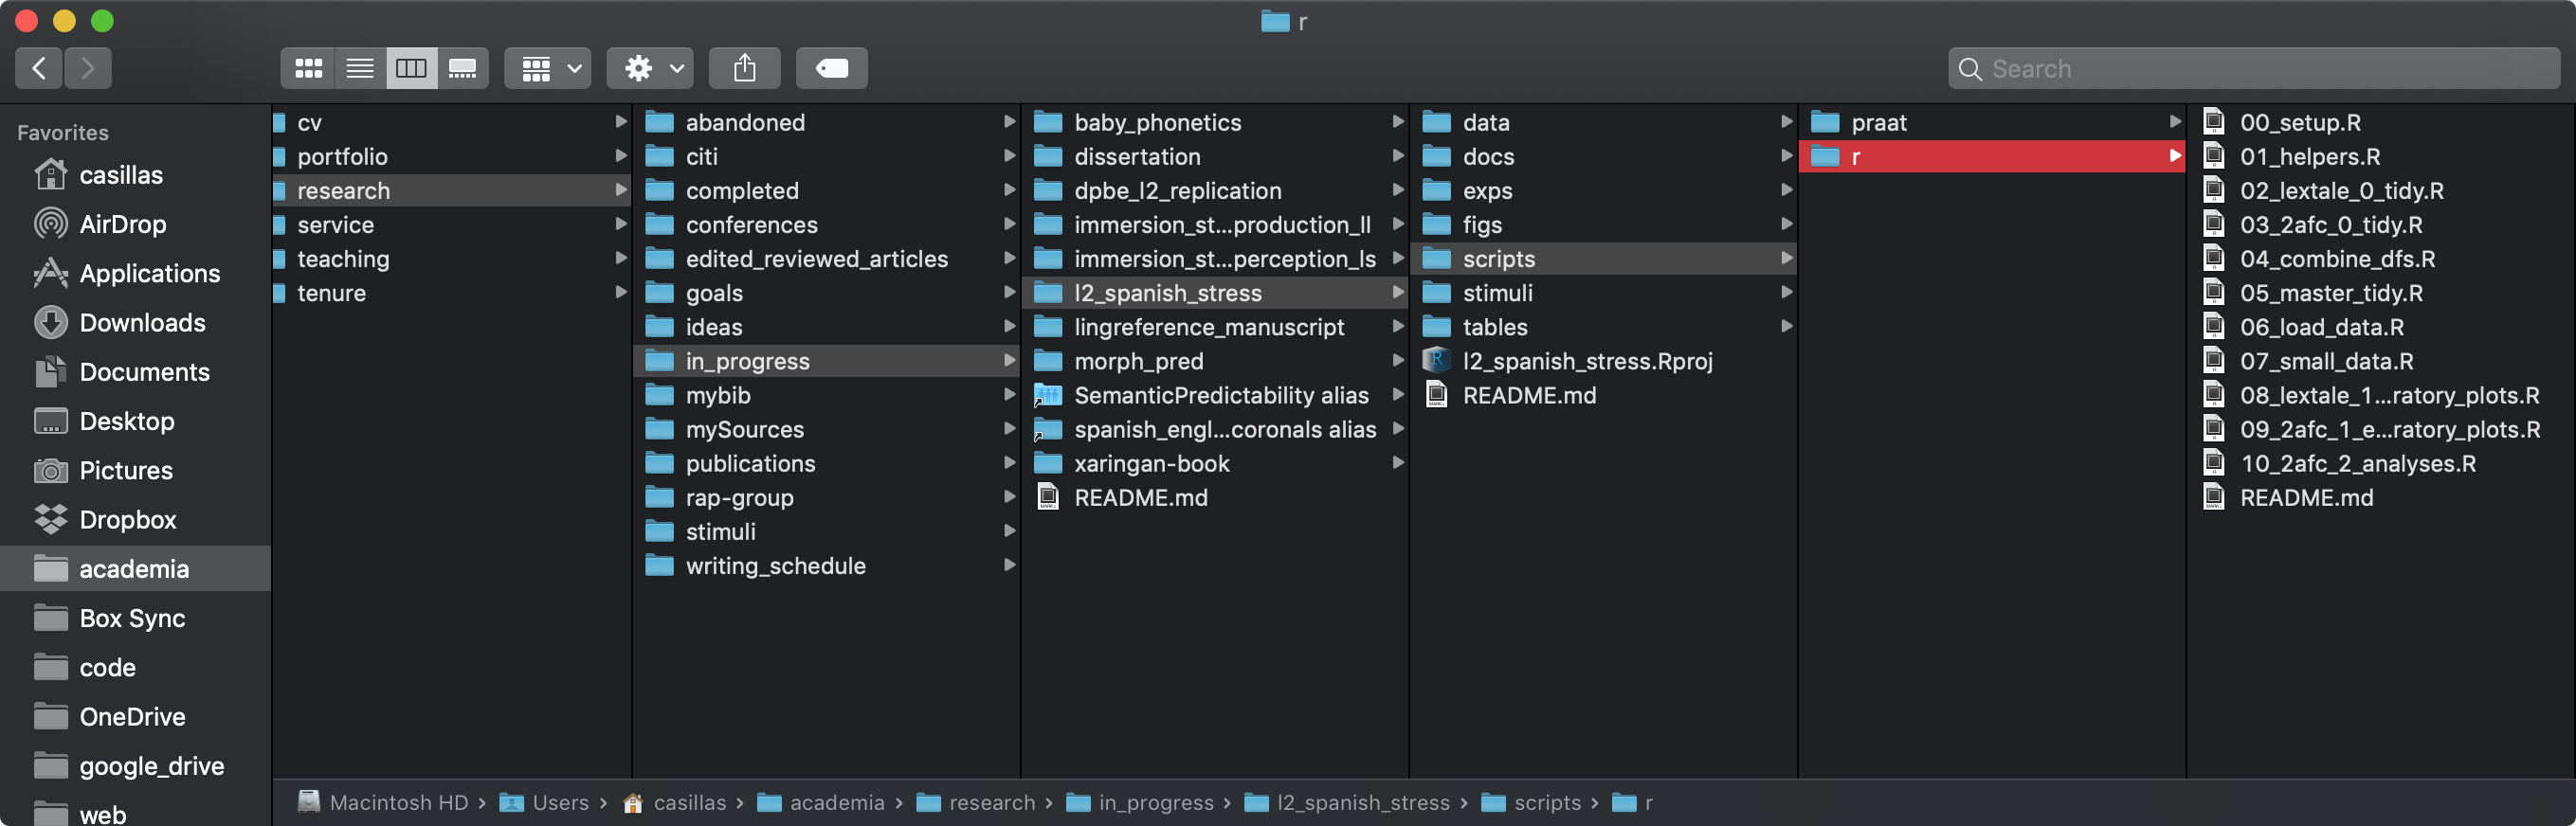 r
Search
Favorites
casillas
AirDrop
Applications
Downloads
Documents
Desktop
Pictures
Dropbox
academia
Box Sync
code
OneDrive
google_drive
web
cv
portfolio
research
service
teaching
tenure
abandoned
citi
completed
conferences
edited_reviewed_articles
goals
ideas
in_progress
mybib
mySources
publications
rap-group
stimuli
writing_schedule
baby_phonetics
dissertation
dpbe_l2_replication
immersion_st...production_ll
immersion_st...perception_ls
l2_spanish_stress
lingreference_manuscript
morph_pred
SemanticPredictability alias
spanish_engl...coronals alias
xaringan-book
README.md
data
docs
exps
figs
scripts
stimuli
tables
l2_spanish_stress.Rproj
README.md
praat
r
00_setup.R
01_helpers.R
02_lextale_0_tidy.R
03_2afc_0_tidy.R
04_combine_dfs.R
05_master_tidy.R
06_load_data.R
07_small_data.R
08_lextale_1...ratory_plots.R
09_2afc_1_e...ratory_plots.R
10_2afc_2_analyses.R
README.md
Macintosh HD › Users › casillas › academia › research › in_progress › l2_spanish_stress › scripts › r